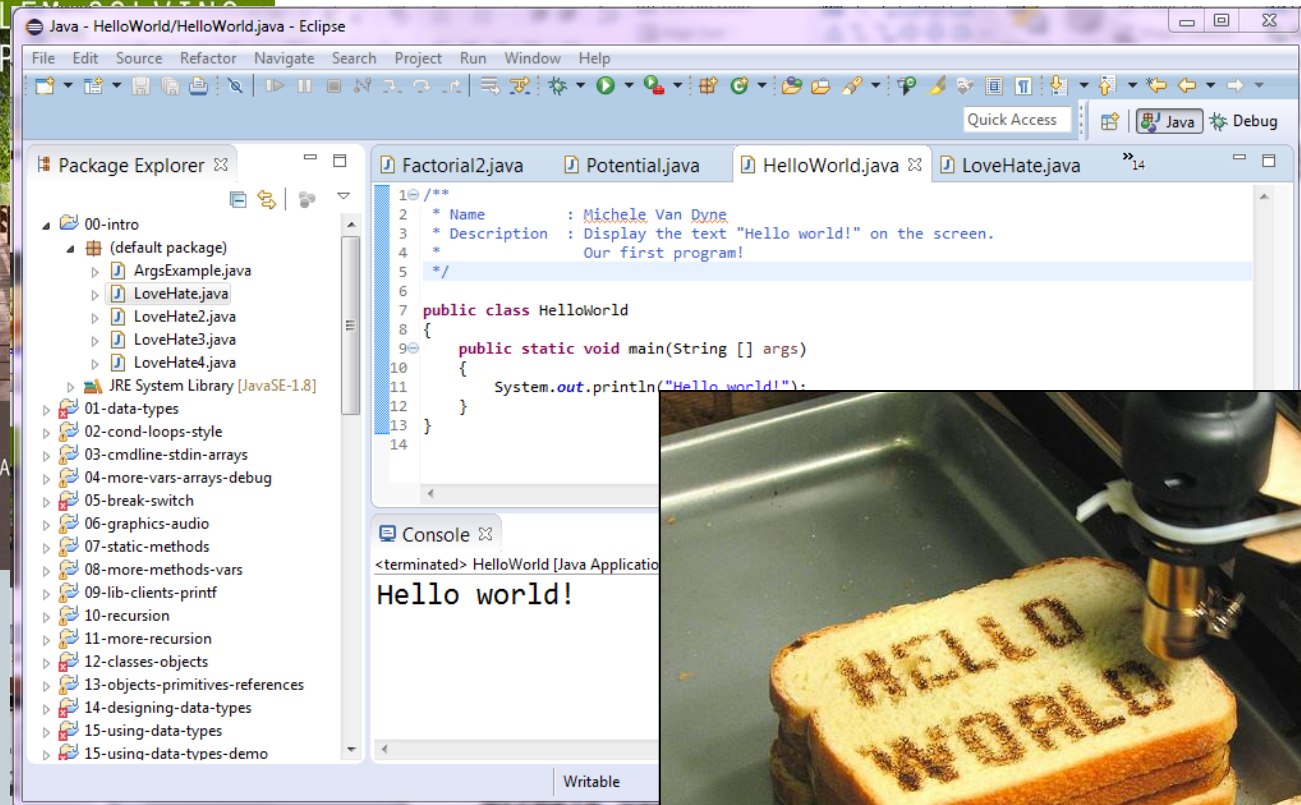 Java - HelloWorld/HelloWorld.java - Eclipse
File Edit Source Refactor Navigate Search Project Run Window Help
Quick Access
Java
Debug
Package Explorer
00-intro
(default package)
ArgsExample.java
LoveHate.java
LoveHate2.java
LoveHate3.java
LoveHate4.java
JRE System Library [JavaSE-1.8]
01-data-types
02-cond-loops-style
03-cmdline-stdin-arrays
04-more-vars-arrays-debug
05-break-switch
06-graphics-audio
07-static-methods
08-more-methods-vars
09-lib-clients-printf
10-recursion
11-more-recursion
12-classes-objects
13-objects-primitives-references
14-designing-data-types
15-using-data-types
15-using-data-types-demo
Factorial2.java Potential.java HelloWorld.java LoveHate.java »14
1 /**
2 * Name : Michele Van Dyne
3 * Description : Display the text "Hello world!" on the screen.
4 * Our first program!
5 */
6
7 public class HelloWorld
8 {
9 public static void main(String [] args)
10 {
11 System.out.println("Hello world!");
12 }
13 }
14
Console
<terminated> HelloWorld [Java Applicatio
Hello world!
Writable
HELLO
WORLD